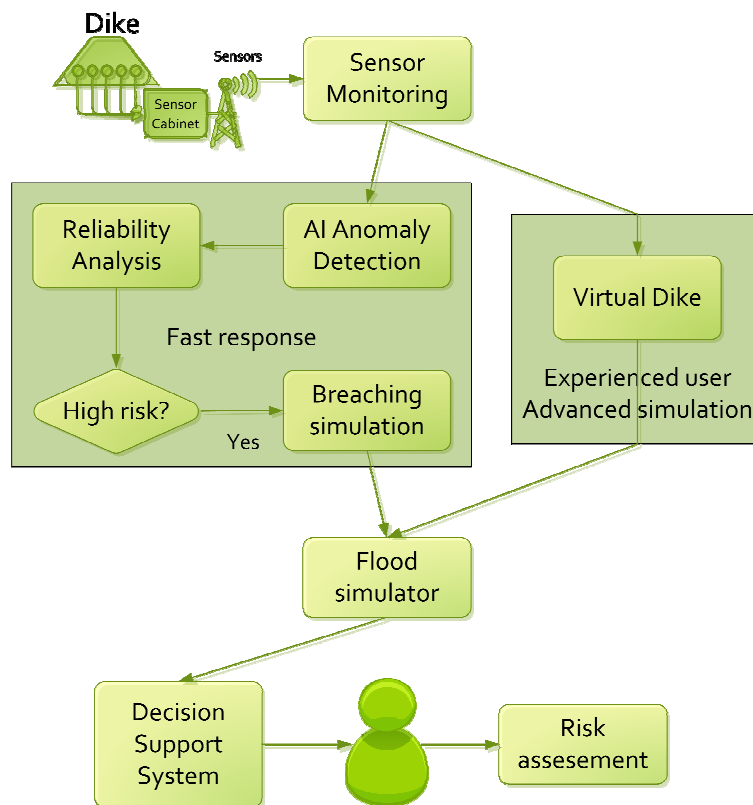 Dike
Sensors
Sensor
Cabinet
Sensor
Monitoring
Reliability
Analysis
AI Anomaly
Detection
Virtual Dike
Fast response
Experienced user
Advanced simulation
High risk?
Yes
Breaching
simulation
Flood
simulator
Decision
Support
System
Risk
assesement